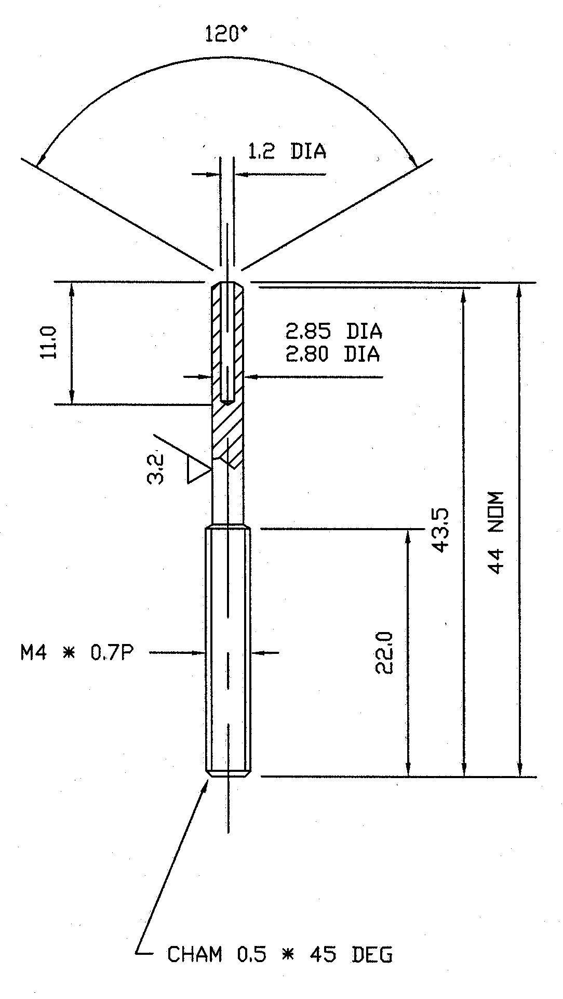 120°
1.2 DIA
11.0
2.85 DIA
2.80 DIA
3.2
43.5
44 NOM
22.0
M4 * 0.7P
CHAM 0.5 * 45 DEG